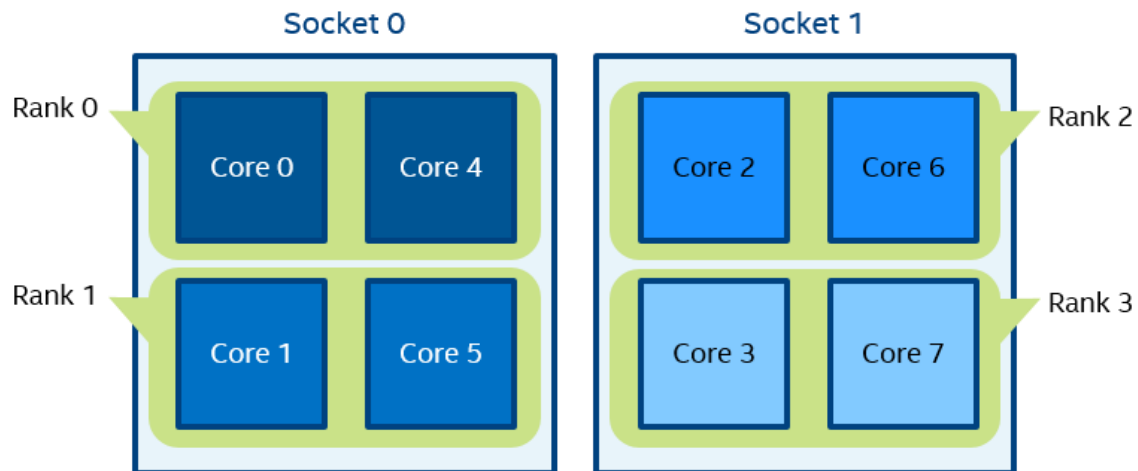 Socket 0
Socket 1
Rank 0
Core 0
Core 4
Core 2
Core 6
Rank 2
Rank 1
Core 1
Core 5
Core 3
Core 7
Rank 3